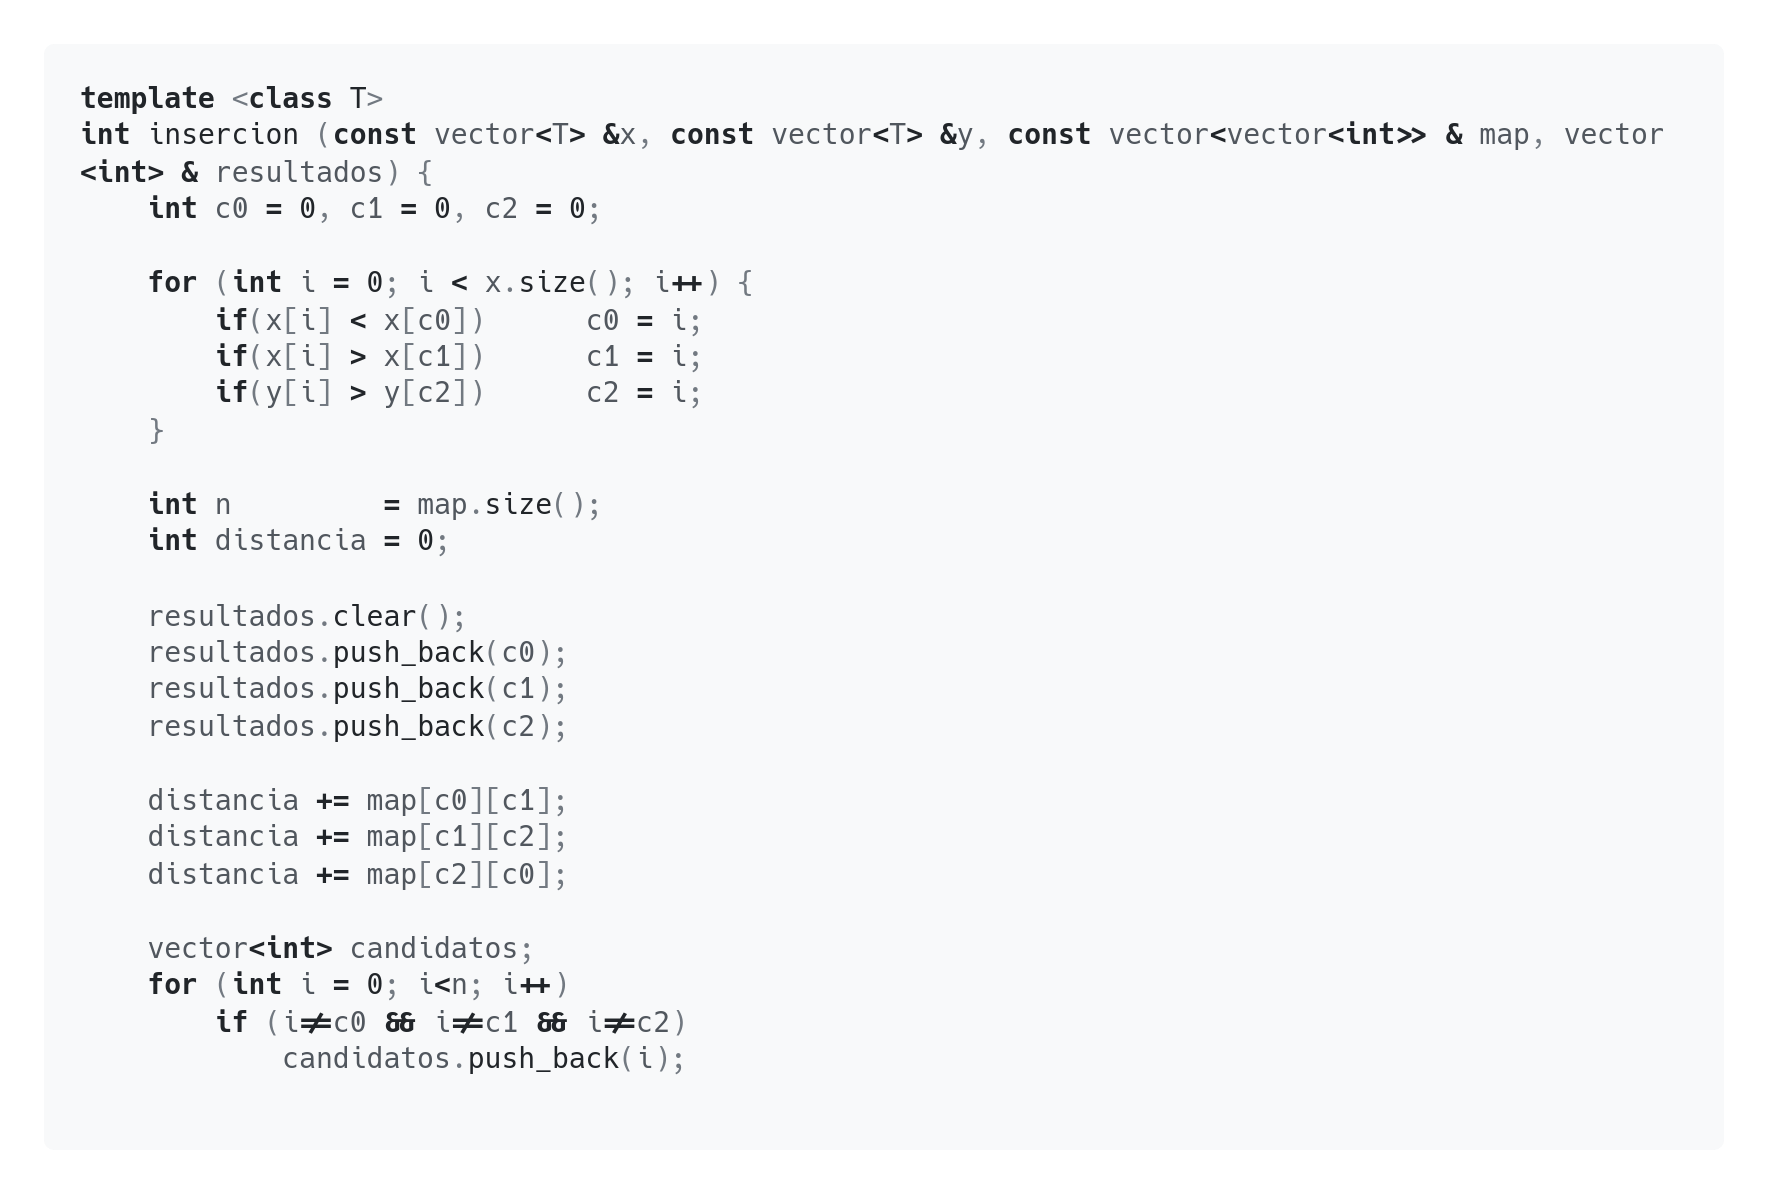 template <class T>
int insercion (const vector<T> &x, const vector<T> &y, const vector<vector<int>> & map, vector
<int> & resultados) {
    int c0 = 0, c1 = 0, c2 = 0;
    for (int i = 0; i < x.size(); i++) {
        if(x[i] < x[c0])      c0 = i;
        if(x[i] > x[c1])      c1 = i;
        if(y[i] > y[c2])      c2 = i;
    }
    int n         = map.size();
    int distancia = 0;
    resultados.clear();
    resultados.push_back(c0);
    resultados.push_back(c1);
    resultados.push_back(c2);
    distancia += map[c0][c1];
    distancia += map[c1][c2];
    distancia += map[c2][c0];
    vector<int> candidatos;
    for (int i = 0; i<n; i++)
        if (i!=c0 && i!=c1 && i!=c2)
            candidatos.push_back(i);